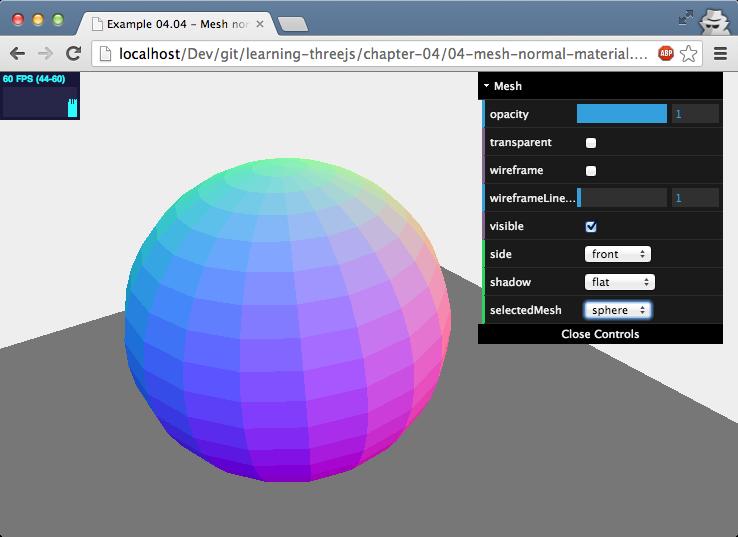 Example 04.04 - Mesh nor
localhost/Dev/git/learning-threejs/chapter-04/04-mesh-normal-material....
ABP
60 FPS (44-60)
Mesh
opacity 1
transparent
wireframe
wireframeLine... 1
visible
side front
shadow flat
selectedMesh sphere
Close Controls